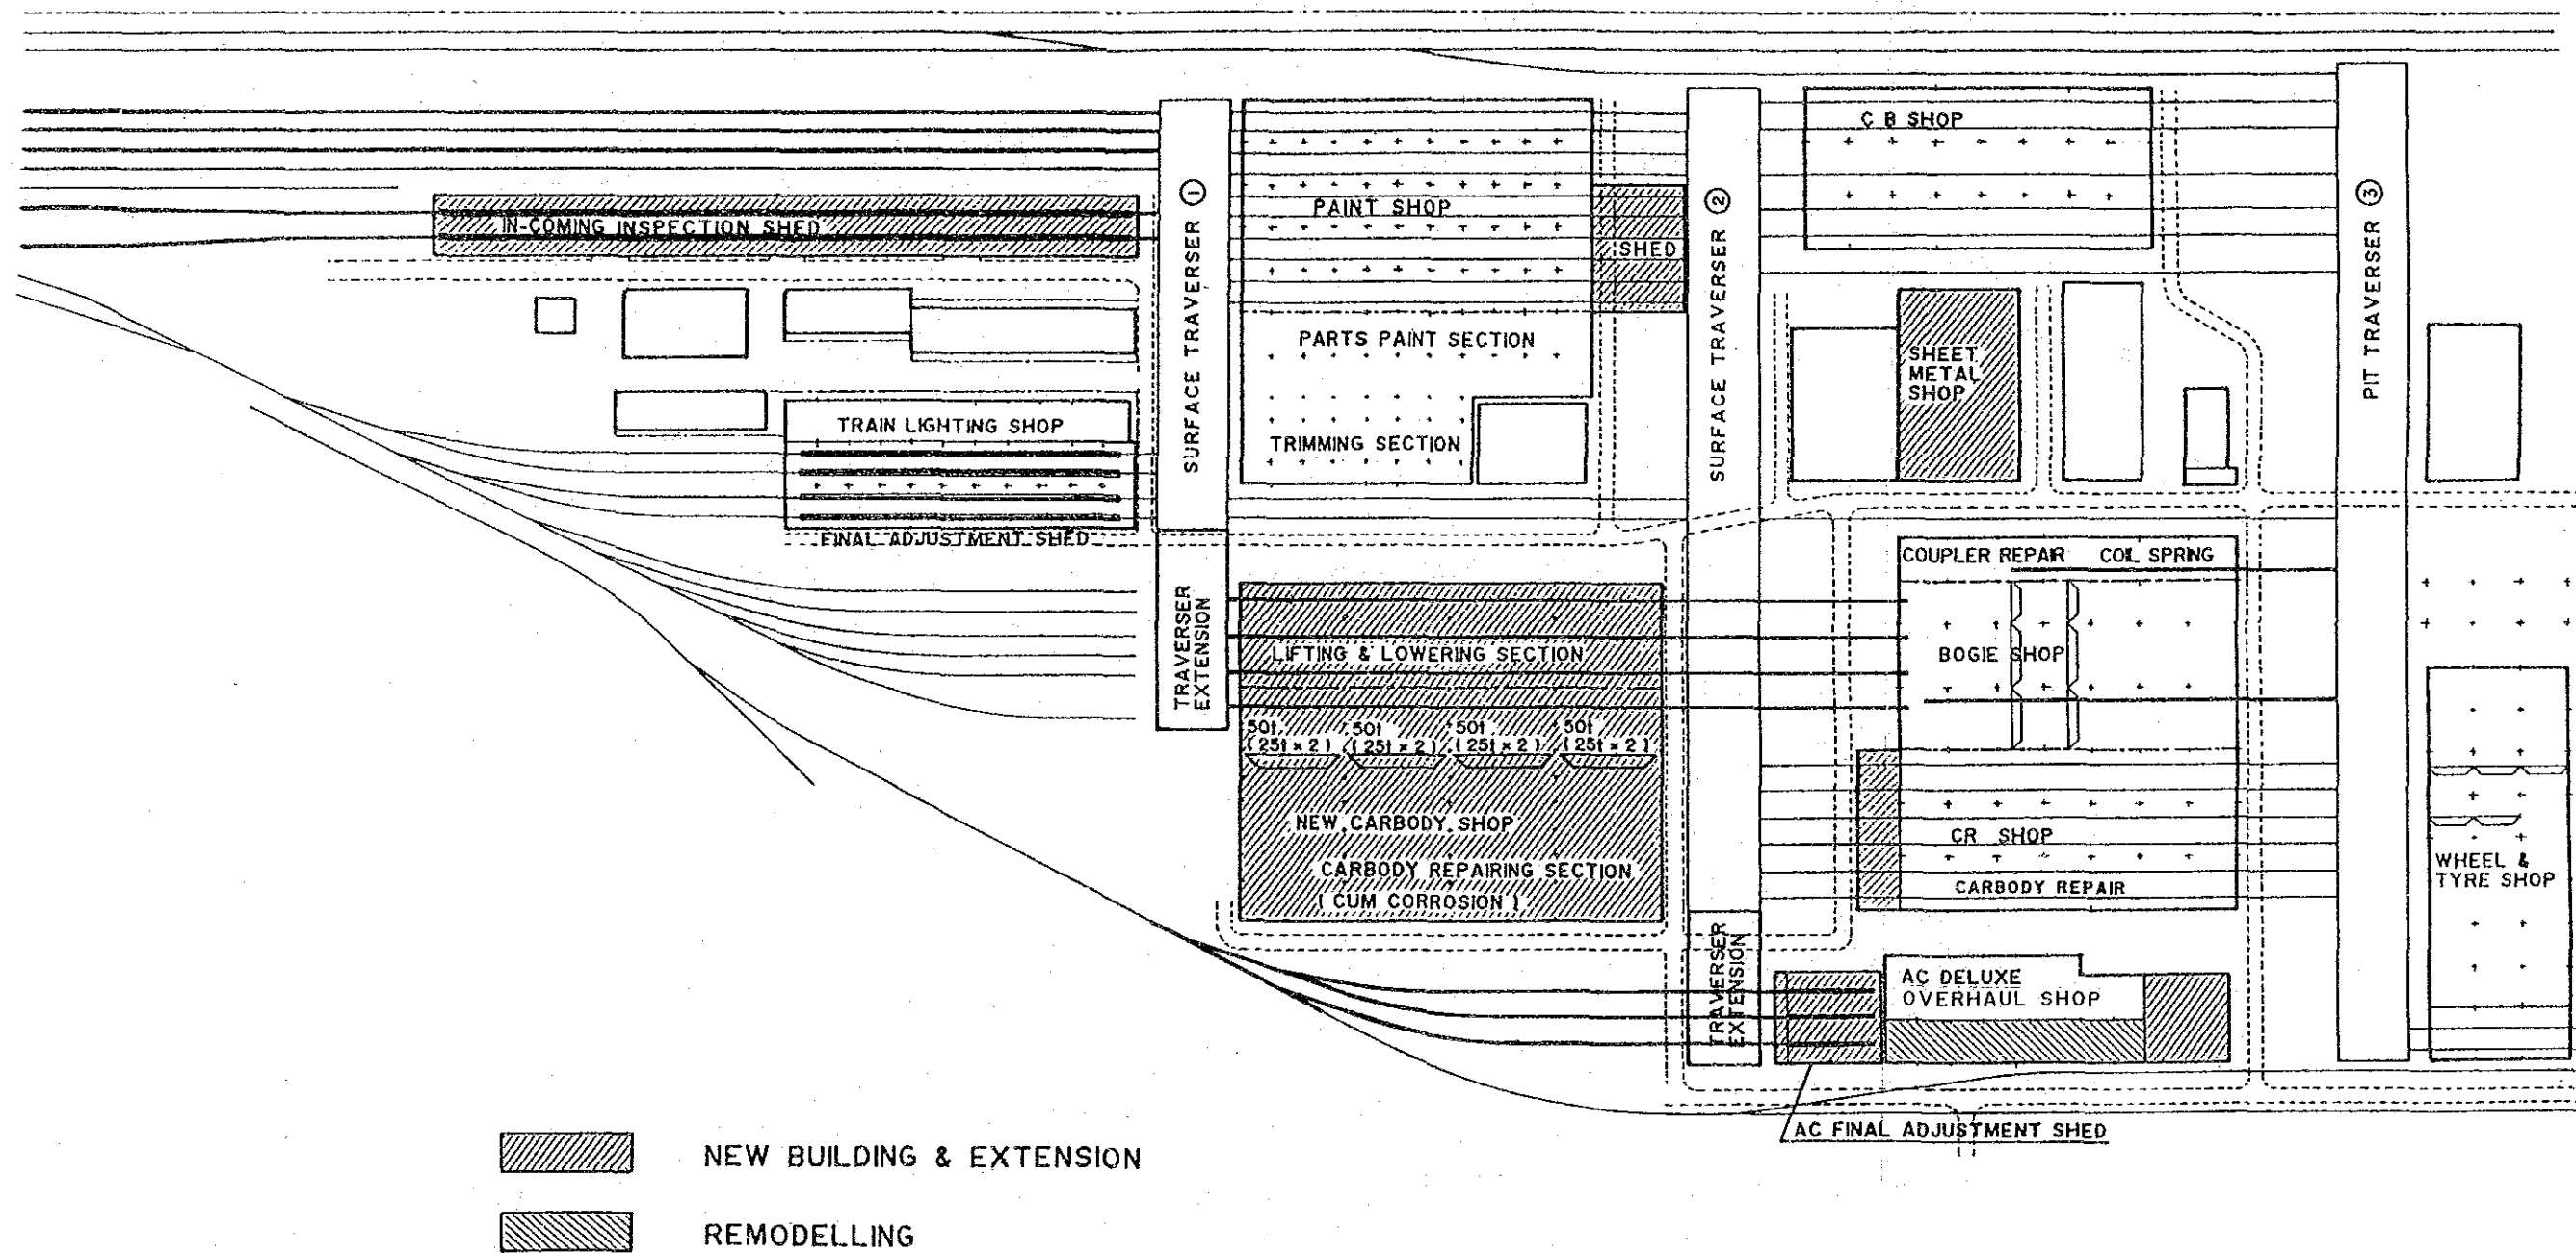 C B SHOP
SURFACE TRAVERSER ①
SURFACE TRAVERSER ②
PIT TRAVERSER ③
IN-COMING INSPECTION SHED
PAINT SHOP
SHED
PARTS PAINT SECTION
SHEET
METAL
SHOP
TRAIN LIGHTING SHOP
TRIMMING SECTION
FINAL ADJUSTMENT SHED
COUPLER REPAIR
COIL SPRING
TRAVERSER
EXTENSION
LIFTING & LOWERING SECTION
BOGIE SHOP
50t
(25t × 2)
50t
(25t × 2)
50t
(25t × 2)
50t
(25t × 2)
NEW CARBODY SHOP
CR SHOP
CARBODY REPAIRING SECTION
(CUM CORROSION)
CARBODY REPAIR
WHEEL &
TYRE SHOP
TRAVERSER
EXTENSION
AC DELUXE
OVERHAUL SHOP
AC FINAL ADJUSTMENT SHED
NEW BUILDING & EXTENSION
REMODELLING